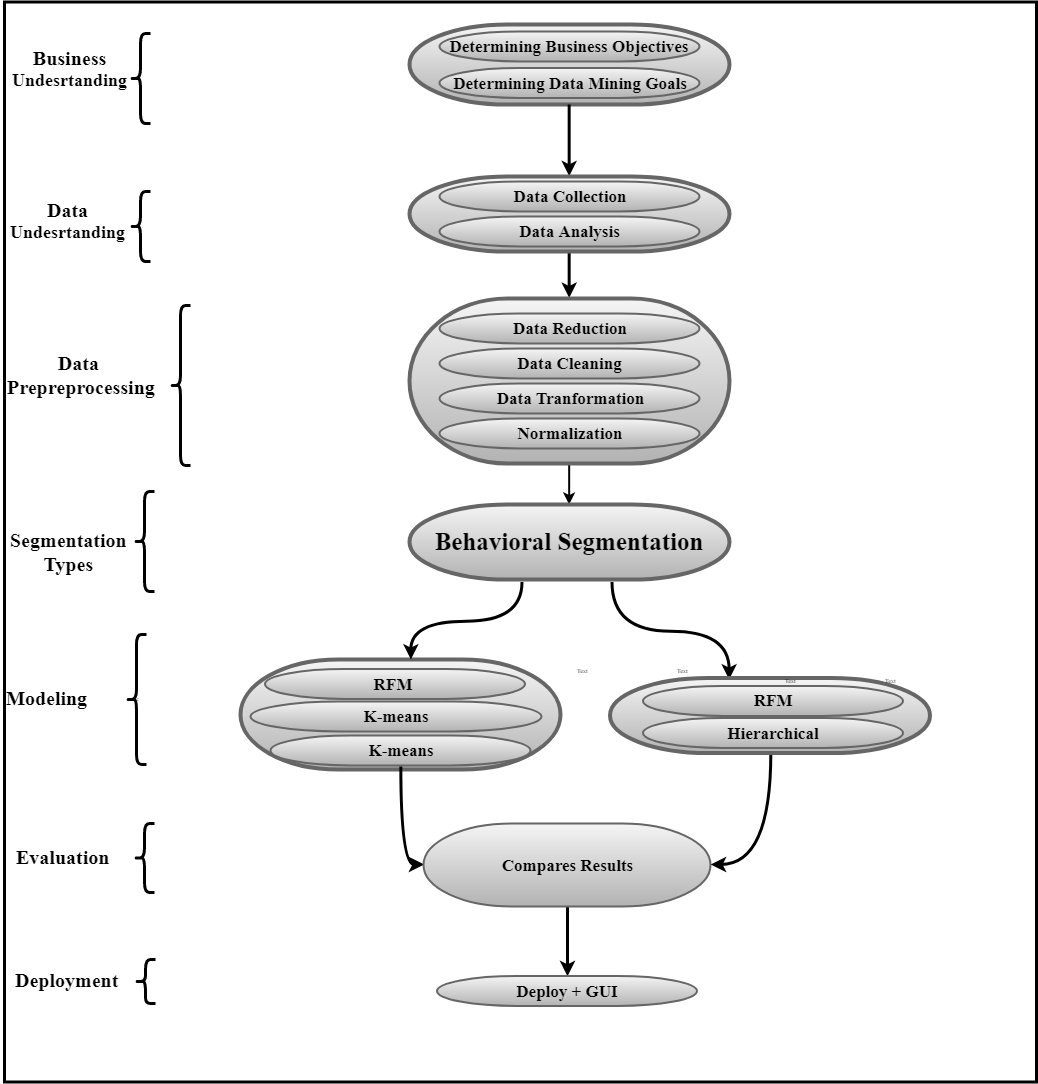 Business
Undesrtanding
Determining Business Objectives
Determining Data Mining Goals
Data
Undesrtanding
Data Collection
Data Analysis
Data
Prepreprocessing
Data Reduction
Data Cleaning
Data Tranformation
Normalization
Segmentation
Types
Behavioral Segmentation
Modeling
RFM
K-means
K-means
Text
Text
Text
Text
RFM
Hierarchical
Evaluation
Compares Results
Deployment
Deploy + GUI